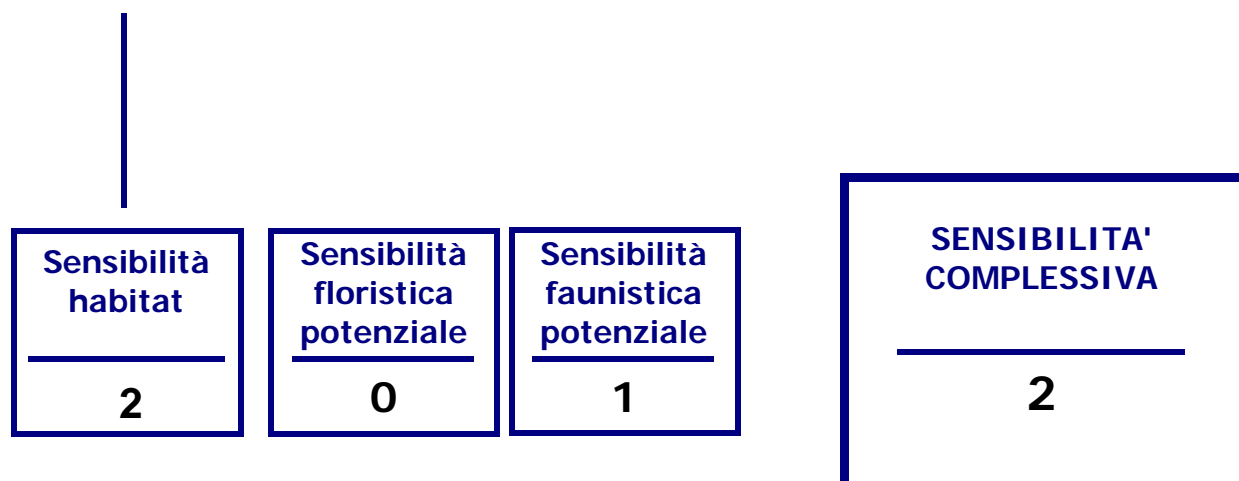 Sensibilità
habitat
2
Sensibilità
floristica
potenziale
0
Sensibilità
faunistica
potenziale
1
SENSIBILITA'
COMPLESSIVA
2